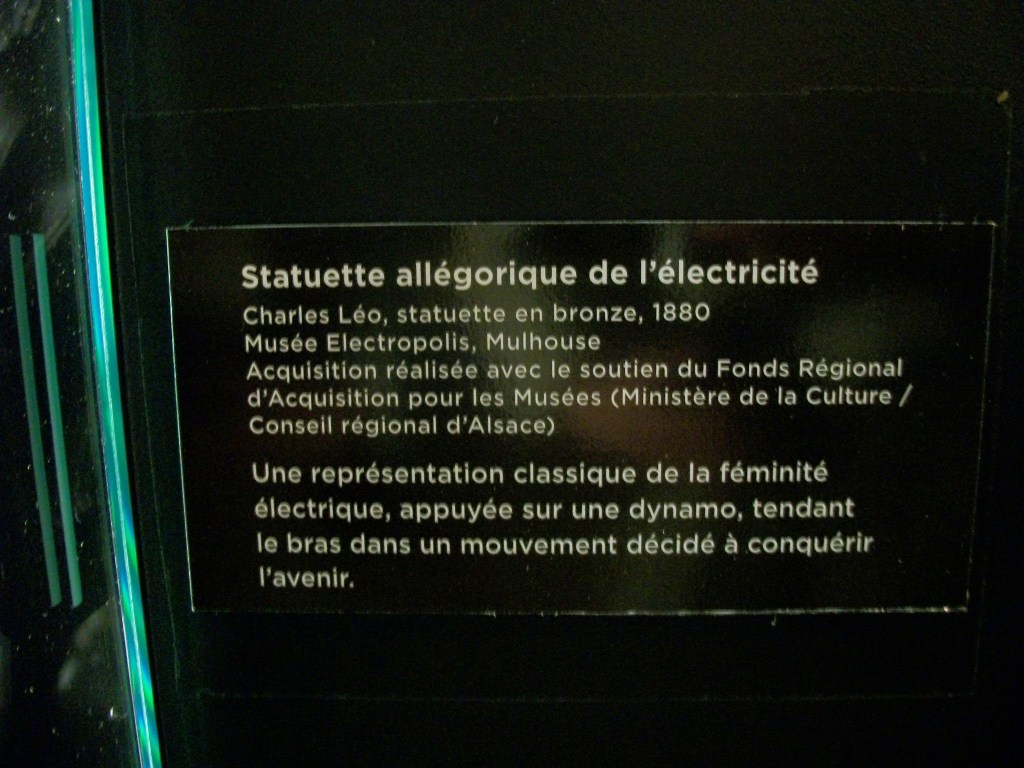 Statuette allégorique de l'électricité
Charles Léo, statuette en bronze, 1880
Musée Electropolis, Mulhouse
Acquisition réalisée avec le soutien du Fonds Régional
d'Acquisition pour les Musées (Ministère de la Culture /
Conseil régional d'Alsace)
Une représentation classique de la féminité
électrique, appuyée sur une dynamo, tendant
le bras dans un mouvement décidé à conquérir
l'avenir.